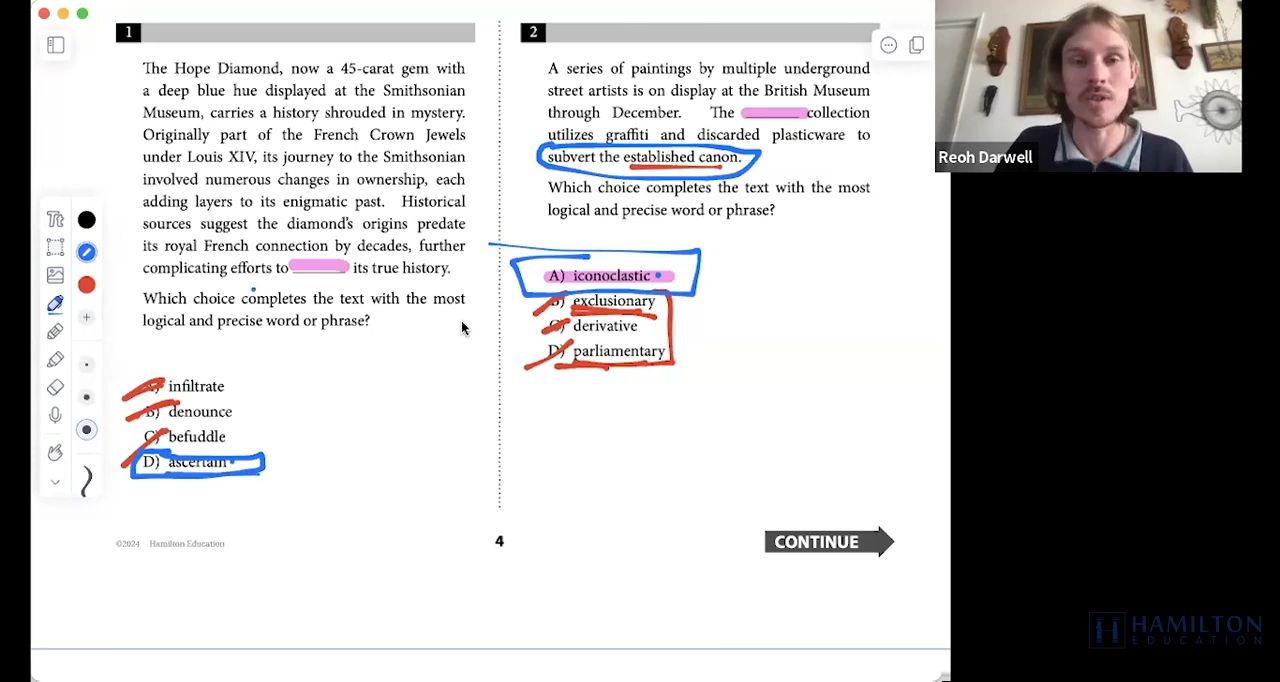 1
The Hope Diamond, now a 45-carat gem with
a deep blue hue displayed at the Smithsonian
Museum, carries a history shrouded in mystery.
Originally part of the French Crown Jewels
under Louis XIV, its journey to the Smithsonian
involved numerous changes in ownership, each
adding layers to its enigmatic past. Historical
sources suggest the diamond's origins predate
its royal French connection by decades, further
complicating efforts to ______ its true history.
Which choice completes the text with the most
logical and precise word or phrase?
A) infiltrate
B) denounce
C) befuddle
D) ascertain
2
A series of paintings by multiple underground
street artists is on display at the British Museum
through December. The ______ collection
utilizes graffiti and discarded plasticware to
subvert the established canon.
Which choice completes the text with the most
logical and precise word or phrase?
A) iconoclastic
B) exclusionary
C) derivative
D) parliamentary
©2024 Hamilton Education
4
CONTINUE
Tt
Reoh Darwell
HAMILTON
EDUCATION